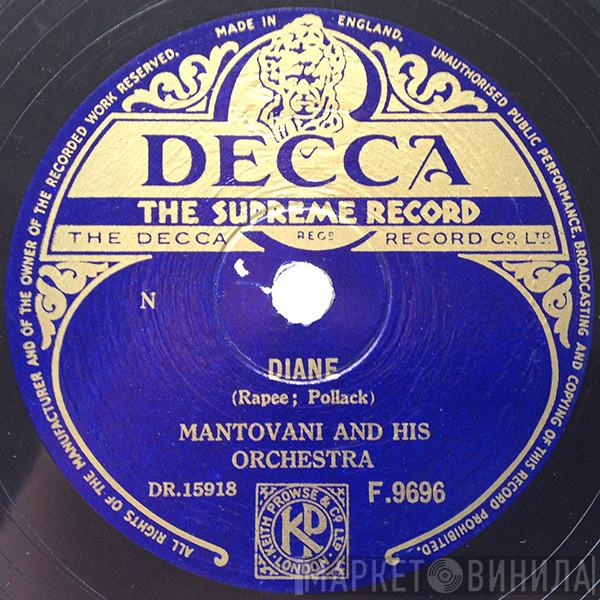 MADE IN ENGLAND.
ALL RIGHTS OF THE MANUFACTURER AND OF THE OWNER OF THE RECORDED WORK RESERVED.
UNAUTHORISED PUBLIC PERFORMANCE, BROADCASTING AND COPYING OF THIS RECORD PROHIBITED.
DECCA
THE SUPREME RECORD
THE DECCA REGD RECORD CO. LTD
N
DIANE
(Rapee; Pollack)
MANTOVANI AND HIS
ORCHESTRA
DR.15918 F.9696
KEITH PROWSE & CO LTD. LONDON
KP
МАРКЕТ ВИНИЛА